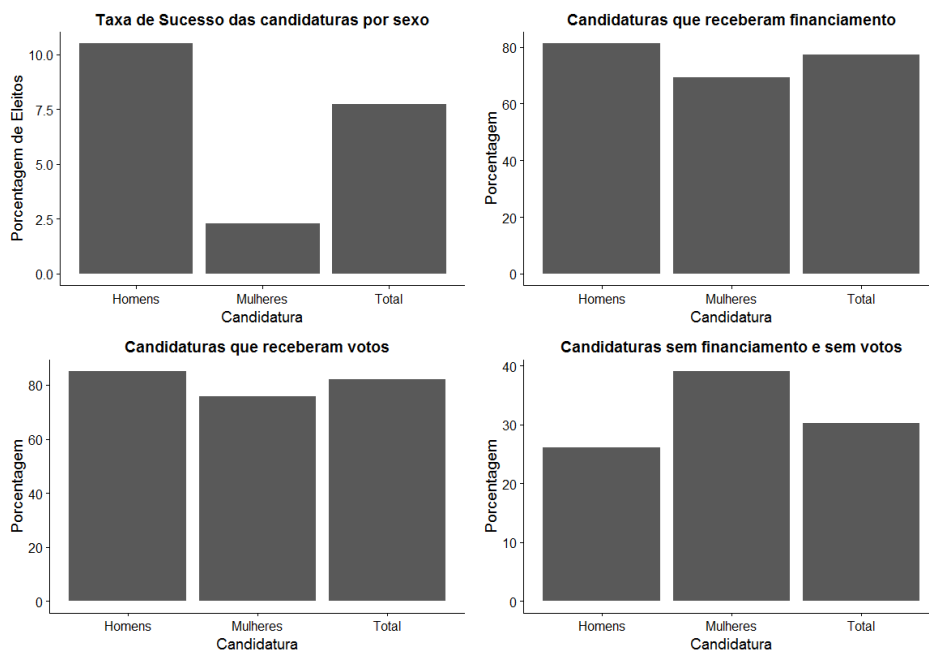 Taxa de Sucesso das candidaturas por sexo
Porcentagem de Eleitos
10.0
7.5
5.0
2.5
0.0
Homens Mulheres Total
Candidatura
Candidaturas que receberam financiamento
Porcentagem
80
60
40
20
0
Homens Mulheres Total
Candidatura
Candidaturas que receberam votos
Porcentagem
80
60
40
20
0
Homens Mulheres Total
Candidatura
Candidaturas sem financiamento e sem votos
Porcentagem
40
30
20
10
0
Homens Mulheres Total
Candidatura